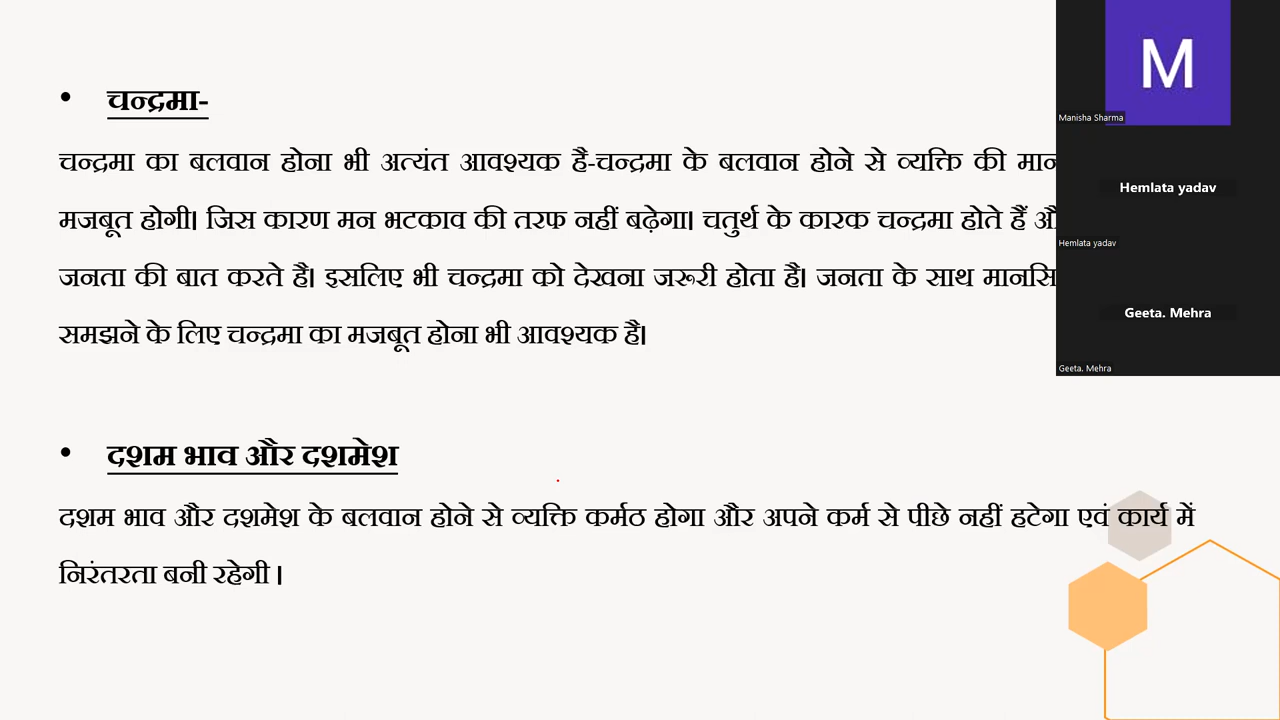 • चन्द्रमा-
चन्द्रमा का बलवान होना भी अत्यंत आवश्यक है-चन्द्रमा के बलवान होने से व्यक्ति की
मजबूत होगी। जिस कारण मन भटकाव की तरफ नहीं बढ़ेगा। चतुर्थ के कारक चन्द्रमा होते हैं
जनता की बात करते हैं। इसलिए भी चन्द्रमा को देखना जरूरी होता है। जनता के साथ
समझने के लिए चन्द्रमा का मजबूत होना भी आवश्यक है।
• दशम भाव और दशमेश
दशम भाव और दशमेश के बलवान होने से व्यक्ति कर्मठ होगा और अपने कर्म से पीछे नहीं हटेगा एवं कार्य में
निरंतरता बनी रहेगी ।
M
Manisha Sharma
Hemlata yadav
Hemlata yadav
Geeta. Mehra
Geeta. Mehra